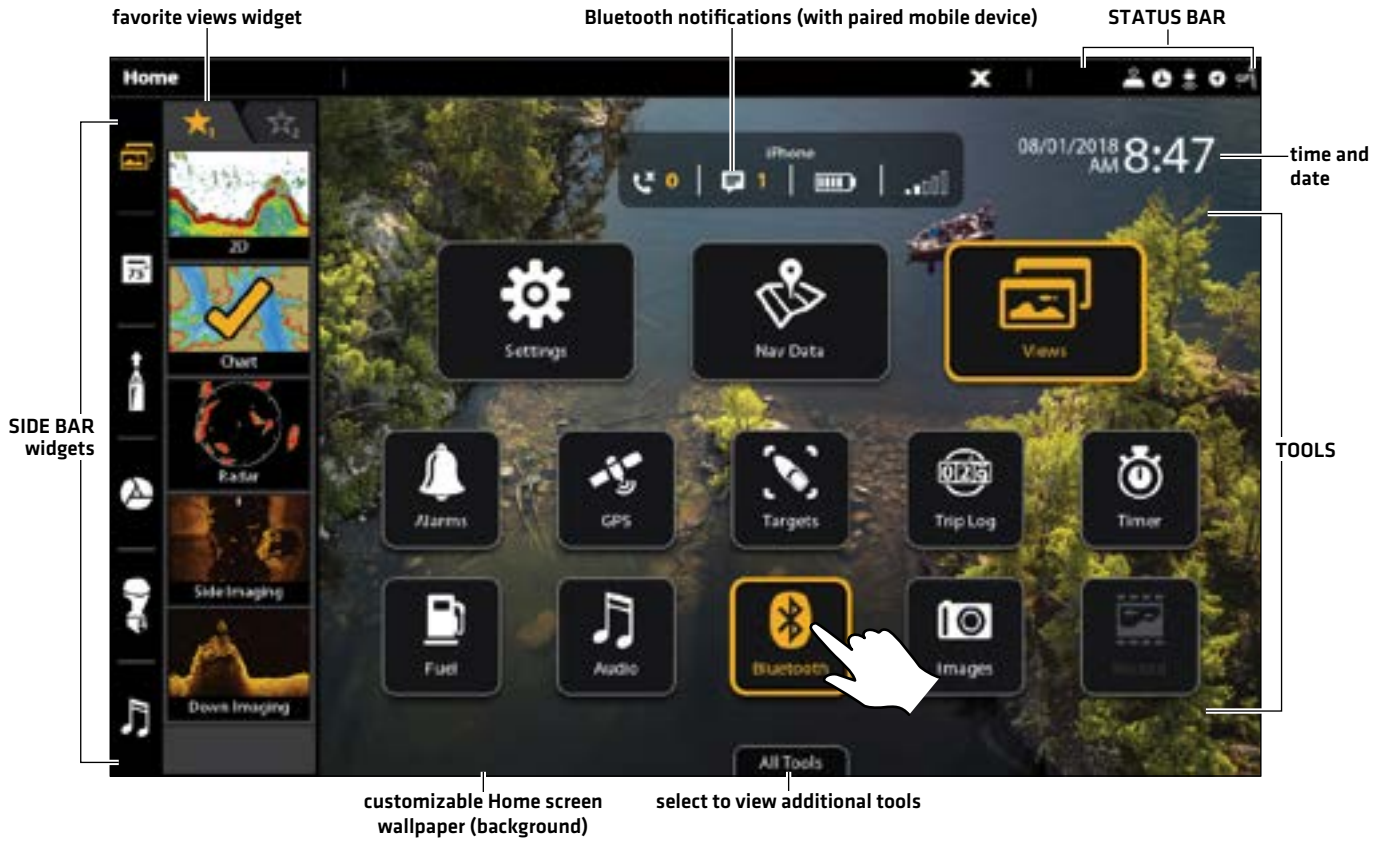 favorite views widget
Bluetooth notifications (with paired mobile device)
STATUS BAR
Home
iPhone
0
1
08/01/2018
AM 8:47
time and
date
1
2
2D
75°
Chart
Radar
Side Imaging
Down Imaging
SIDE BAR
widgets
Settings
Nav Data
Views
TOOLS
Alarms
GPS
Targets
Trip Log
Timer
Fuel
Audio
Bluetooth
Images
All Tools
customizable Home screen
wallpaper (background)
select to view additional tools